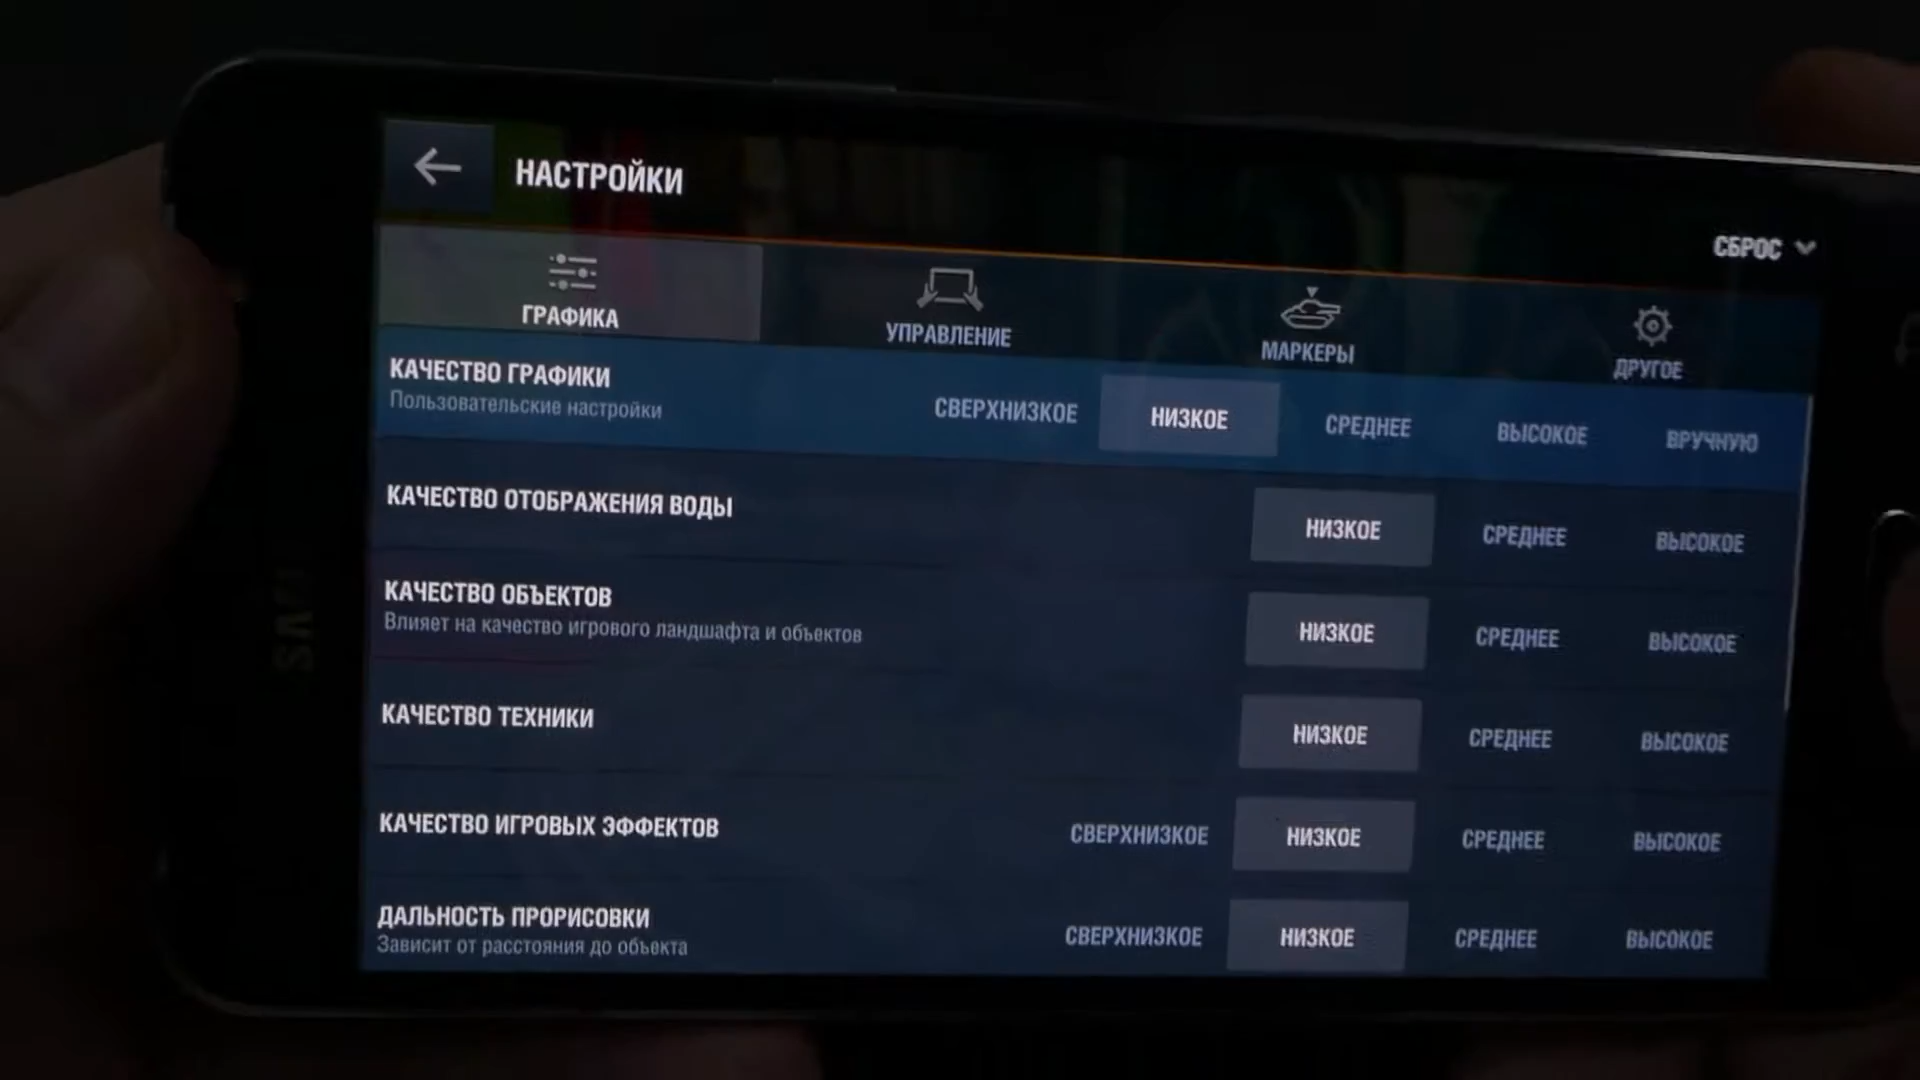 НАСТРОЙКИ
СБРОС
ГРАФИКА
УПРАВЛЕНИЕ
МАРКЕРЫ
ДРУГОЕ
КАЧЕСТВО ГРАФИКИ
Пользовательские настройки
СВЕРХНИЗКОЕ НИЗКОЕ СРЕДНЕЕ ВЫСОКОЕ ВРУЧНУЮ
КАЧЕСТВО ОТОБРАЖЕНИЯ ВОДЫ
НИЗКОЕ СРЕДНЕЕ ВЫСОКОЕ
КАЧЕСТВО ОБЪЕКТОВ
Влияет на качество игрового ландшафта и объектов
НИЗКОЕ СРЕДНЕЕ ВЫСОКОЕ
КАЧЕСТВО ТЕХНИКИ
НИЗКОЕ СРЕДНЕЕ ВЫСОКОЕ
КАЧЕСТВО ИГРОВЫХ ЭФФЕКТОВ
СВЕРХНИЗКОЕ НИЗКОЕ СРЕДНЕЕ ВЫСОКОЕ
ДАЛЬНОСТЬ ПРОРИСОВКИ
Зависит от расстояния до объекта
СВЕРХНИЗКОЕ НИЗКОЕ СРЕДНЕЕ ВЫСОКОЕ